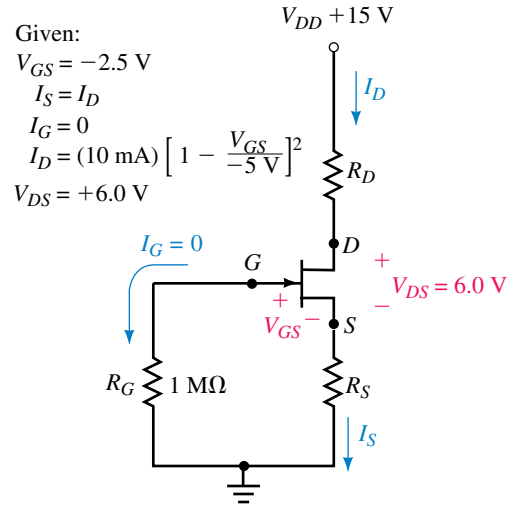 V_DD +15 V
Given:
V_GS = −2.5 V
I_S = I_D
I_G = 0
I_D = (10 mA) [ 1 − V_GS / −5 V ]²
V_DS = +6.0 V
I_D
R_D
I_G = 0
G
D
+
V_DS = 6.0 V
−
+
V_GS −
S
R_G 1 MΩ
R_S
I_S